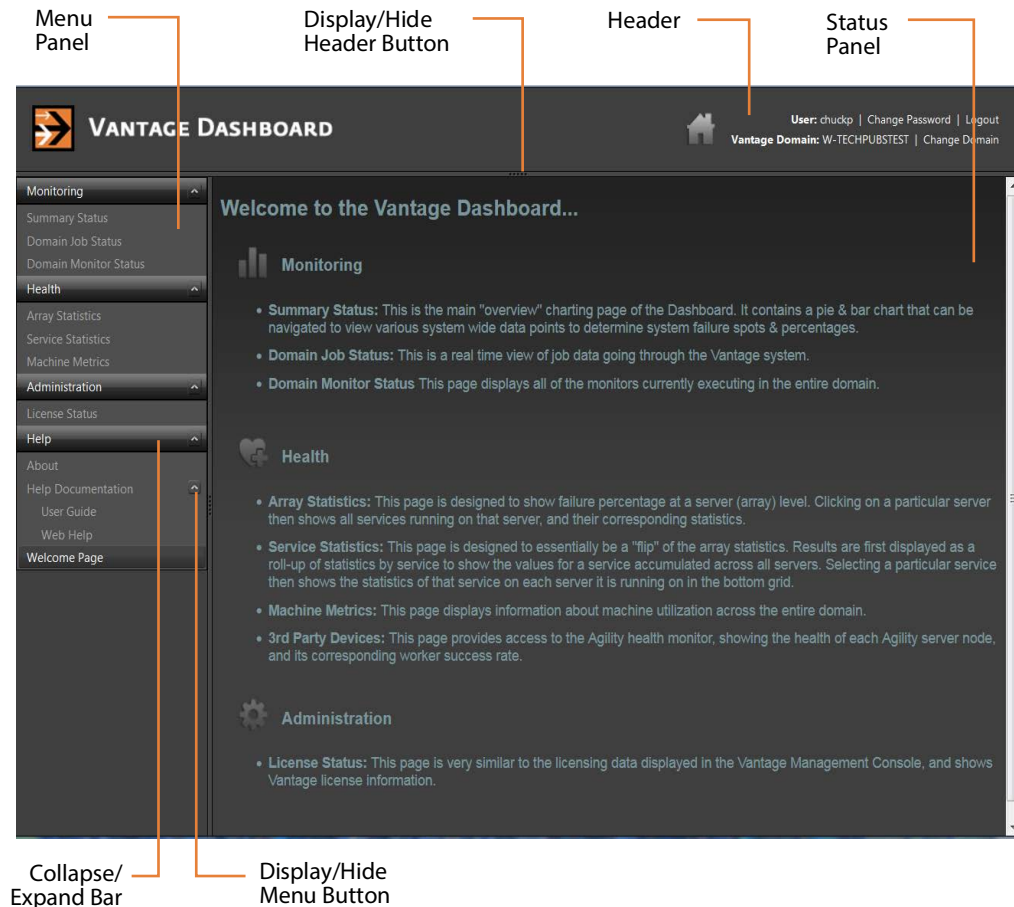 Menu
Panel
Display/Hide
Header Button
Header
Status
Panel
VANTAGE DASHBOARD
User: chuckp | Change Password | Logout
Vantage Domain: W-TECHPUBSTEST | Change Domain
Monitoring
Summary Status
Domain Job Status
Domain Monitor Status
Health
Array Statistics
Service Statistics
Machine Metrics
Administration
License Status
Help
About
Help Documentation
User Guide
Web Help
Welcome Page
Welcome to the Vantage Dashboard...
Monitoring
• Summary Status: This is the main "overview" charting page of the Dashboard. It contains a pie & bar chart that can be
navigated to view various system wide data points to determine system failure spots & percentages.
• Domain Job Status: This is a real time view of job data going through the Vantage system.
• Domain Monitor Status This page displays all of the monitors currently executing in the entire domain.
Health
• Array Statistics: This page is designed to show failure percentage at a server (array) level. Clicking on a particular server
then shows all services running on that server, and their corresponding statistics.
• Service Statistics: This page is designed to essentially be a "flip" of the array statistics. Results are first displayed as a
roll-up of statistics by service to show the values for a service accumulated across all servers. Selecting a particular service
then shows the statistics of that service on each server it is running on in the bottom grid.
• Machine Metrics: This page displays information about machine utilization across the entire domain.
• 3rd Party Devices: This page provides access to the Agility health monitor, showing the health of each Agility server node,
and its corresponding worker success rate.
Administration
• License Status: This page is very similar to the licensing data displayed in the Vantage Management Console, and shows
Vantage license information.
Collapse/
Expand Bar
Display/Hide
Menu Button